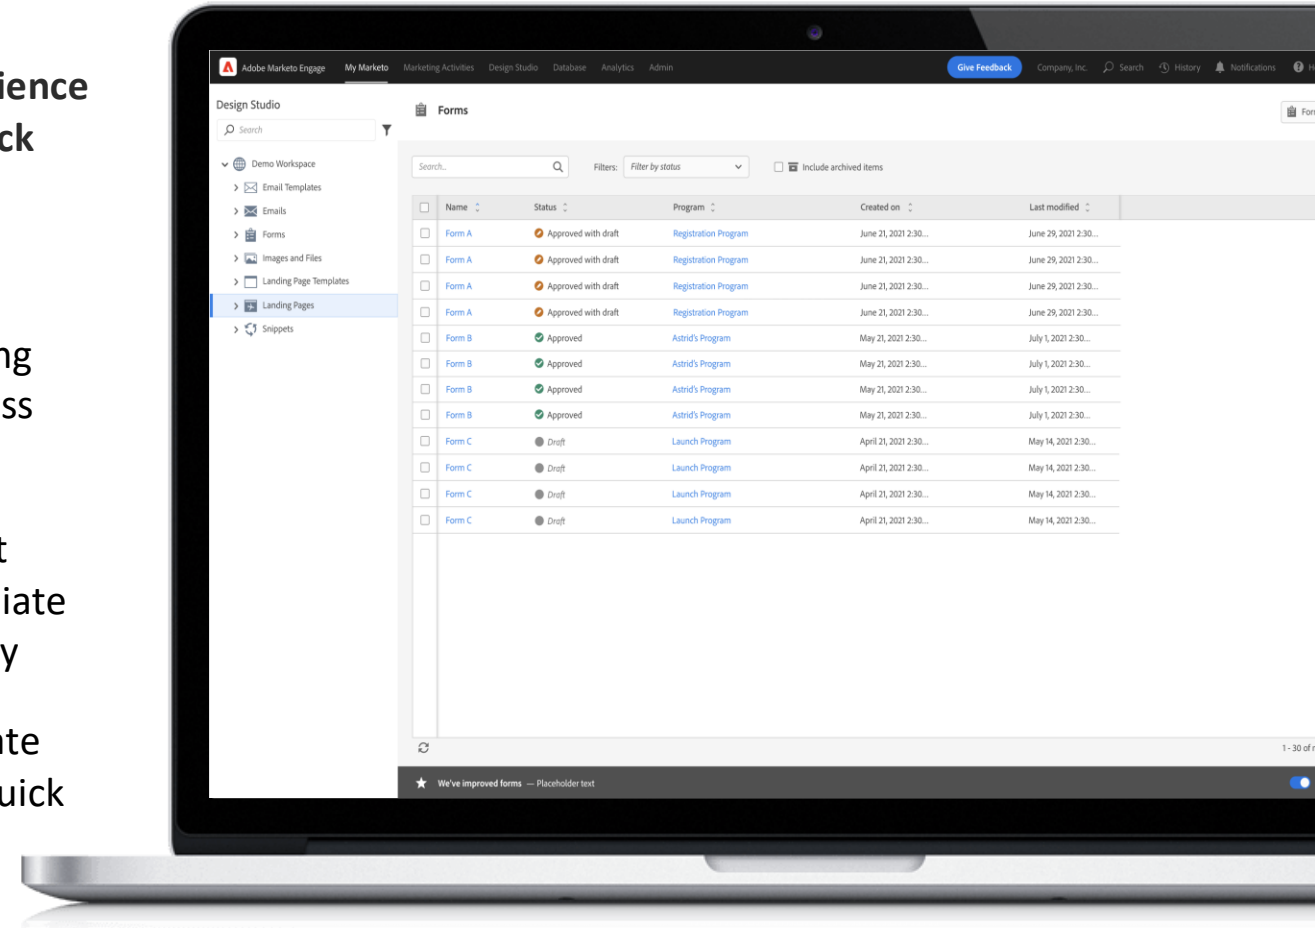 ience
ck
ng
ss
t
iate
y
ate
uick
Adobe Marketo Engage My Marketo Marketing Activities Design Studio Database Analytics Admin Give Feedback Company, Inc. Search History Notifications H
Design Studio
Search
Demo Workspace
Email Templates
Emails
Forms
Images and Files
Landing Page Templates
Landing Pages
Snippets
Forms
For
Search... Filters: Filter by status Include archived items
Name Status Program Created on Last modified
Form A Approved with draft Registration Program June 21, 2021 2:30... June 29, 2021 2:30...
Form A Approved with draft Registration Program June 21, 2021 2:30... June 29, 2021 2:30...
Form A Approved with draft Registration Program June 21, 2021 2:30... June 29, 2021 2:30...
Form A Approved with draft Registration Program June 21, 2021 2:30... June 29, 2021 2:30...
Form B Approved Astrid's Program May 21, 2021 2:30... July 1, 2021 2:30...
Form B Approved Astrid's Program May 21, 2021 2:30... July 1, 2021 2:30...
Form B Approved Astrid's Program May 21, 2021 2:30... July 1, 2021 2:30...
Form B Approved Astrid's Program May 21, 2021 2:30... July 1, 2021 2:30...
Form C Draft Launch Program April 21, 2021 2:30... May 14, 2021 2:30...
Form C Draft Launch Program April 21, 2021 2:30... May 14, 2021 2:30...
Form C Draft Launch Program April 21, 2021 2:30... May 14, 2021 2:30...
Form C Draft Launch Program April 21, 2021 2:30... May 14, 2021 2:30...
1 - 30 of
We've improved forms — Placeholder text